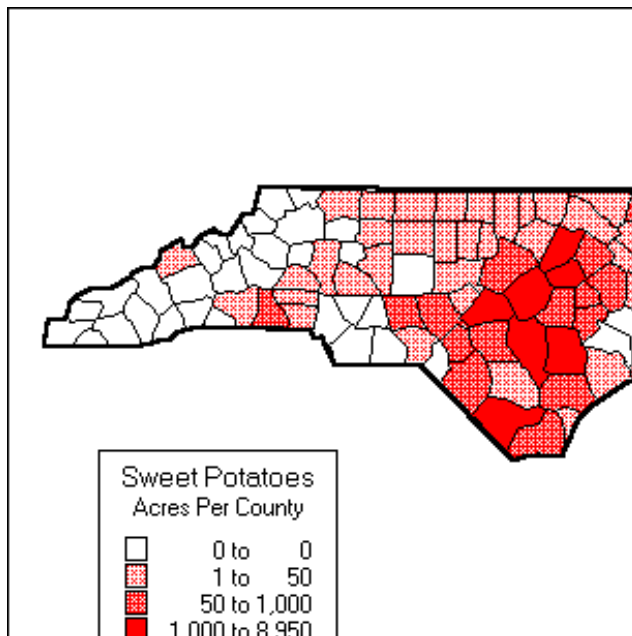 Sweet Potatoes
Acres Per County
0 to 0
1 to 50
50 to 1,000
1,000 to 8,950